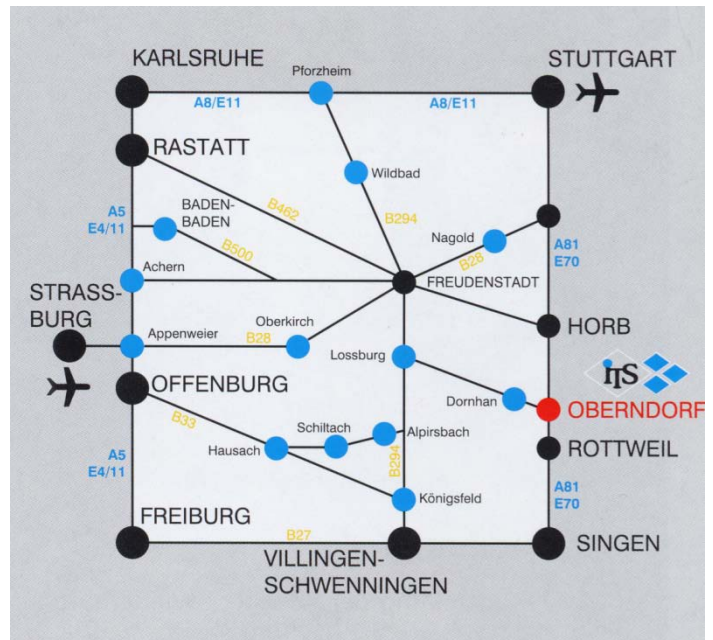 KARLSRUHE
Pforzheim
STUTTGART
A8/E11
A8/E11
RASTATT
Wildbad
A5
E4/11
BADEN-
BADEN
B462
B294
Nagold
B28
A81
E70
B500
Achern
FREUDENSTADT
STRASS-
BURG
Appenweier
B28
Oberkirch
HORB
Lossburg
iTS
OFFENBURG
Dornhan
OBERNDORF
B33
Schiltach
Alpirsbach
Hausach
B294
ROTTWEIL
A5
E4/11
Königsfeld
A81
E70
FREIBURG
B27
VILLINGEN-
SCHWENNINGEN
SINGEN